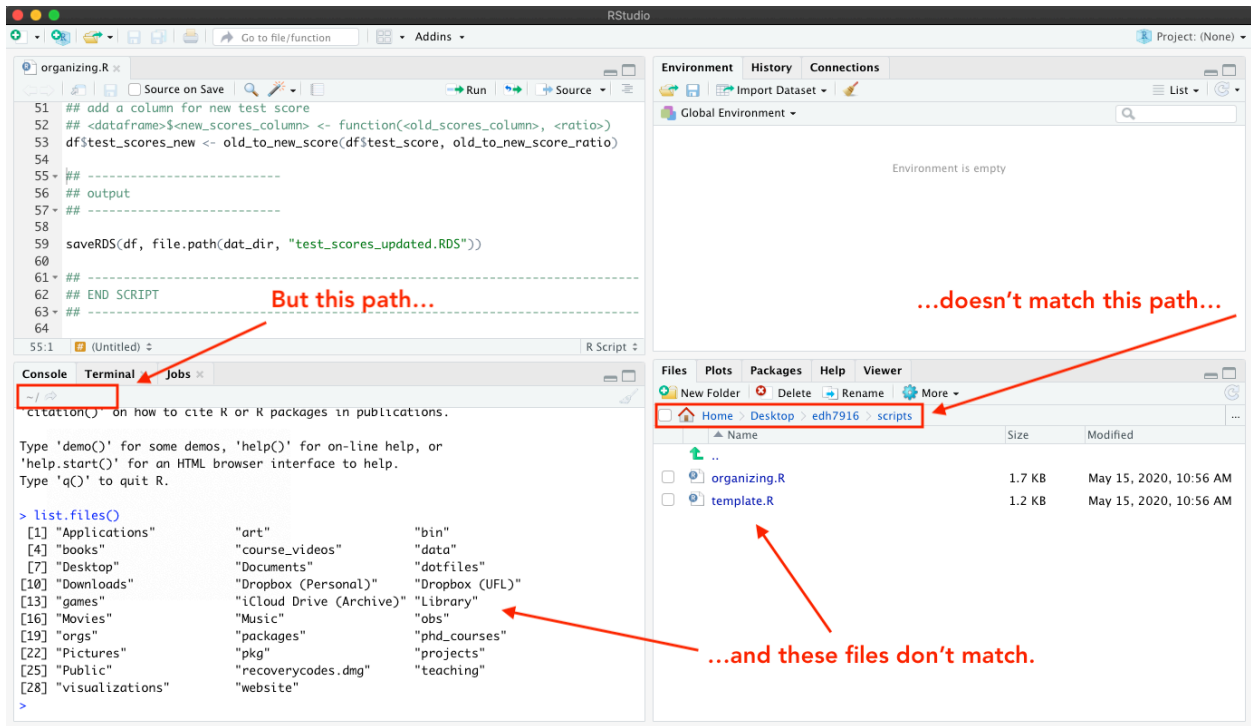 RStudio
Go to file/function
Addins
Project: (None)
organizing.R
Source on Save
Run
Source
51 ## add a column for new test score
52 ## <dataframe>$<new_scores_column> <- function(<old_scores_column>, <ratio>)
53 df$test_scores_new <- old_to_new_score(df$test_score, old_to_new_score_ratio)
54
55 ## ---------------------------
56 ## output
57 ## ---------------------------
58
59 saveRDS(df, file.path(dat_dir, "test_scores_updated.RDS"))
60
61 ## -----------------------------------------------------------------------------
62 ## END SCRIPT
63 ## -----------------------------------------------------------------------------
64
But this path…
55:1 # (Untitled) R Script
Console Terminal Jobs
~/
'citation()' on how to cite R or R packages in publications.
Type 'demo()' for some demos, 'help()' for on-line help, or
'help.start()' for an HTML browser interface to help.
Type 'q()' to quit R.
> list.files()
[1] "Applications" "art" "bin"
[4] "books" "course_videos" "data"
[7] "Desktop" "Documents" "dotfiles"
[10] "Downloads" "Dropbox (Personal)" "Dropbox (UFL)"
[13] "games" "iCloud Drive (Archive)" "Library"
[16] "Movies" "Music" "obs"
[19] "orgs" "packages" "phd_courses"
[22] "Pictures" "pkg" "projects"
[25] "Public" "recoverycodes.dmg" "teaching"
[28] "visualizations" "website"
>
Environment History Connections
Import Dataset
List
Global Environment
Environment is empty
…doesn't match this path…
Files Plots Packages Help Viewer
New Folder Delete Rename More
Home Desktop edh7916 scripts ...
Name Size Modified
..
organizing.R 1.7 KB May 15, 2020, 10:56 AM
template.R 1.2 KB May 15, 2020, 10:56 AM
…and these files don't match.